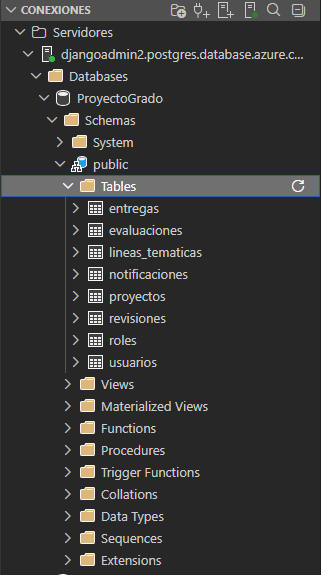 CONEXIONES
Servidores
djangoadmin2.postgres.database.azure.c...
Databases
ProyectoGrado
Schemas
System
public
Tables
entregas
evaluaciones
lineas_tematicas
notificaciones
proyectos
revisiones
roles
usuarios
Views
Materialized Views
Functions
Procedures
Trigger Functions
Collations
Data Types
Sequences
Extensions